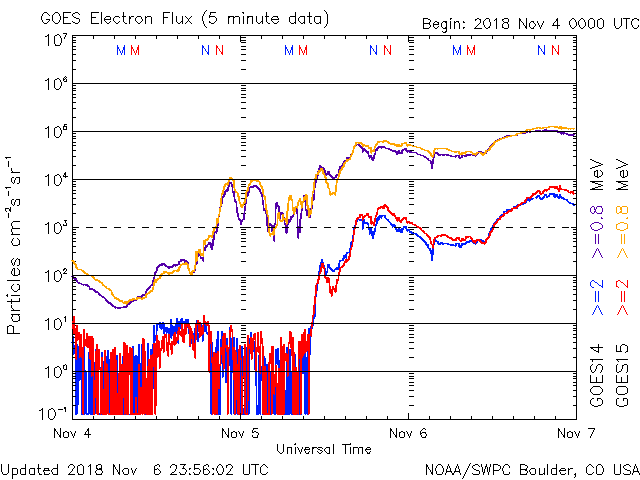 GOES Electron Flux (5 minute data)
Begin: 2018 Nov 4 0000 UTC
10⁷
M M N N M M N N M M N N
10⁶
10⁵
10⁴
10³
10²
10¹
10⁰
10⁻¹
Particles cm⁻²s⁻¹sr⁻¹
Nov 4 Nov 5 Nov 6 Nov 7
Universal Time
GOES14 >=2 >=0.8 MeV
GOES15 >=2 >=0.8 MeV
Updated 2018 Nov 6 23:56:02 UTC
NOAA/SWPC Boulder, CO USA